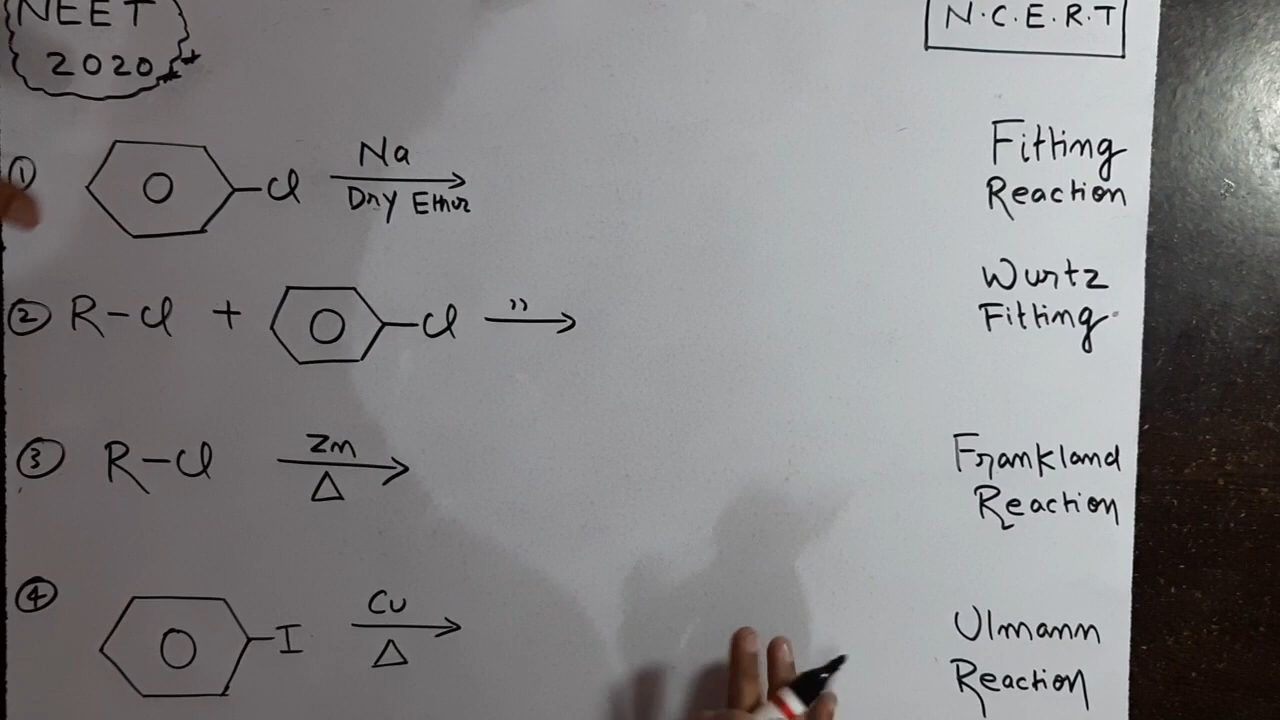 NEET
2020
N.C.E.R.T
① Cl Na
Dry Ether
Fitting
Reaction
② R-Cl + Cl ,,
Wurtz
Fitting
③ R-Cl Zn
Δ
Frankland
Reaction
④ I Cu
Δ
Ulmann
Reaction